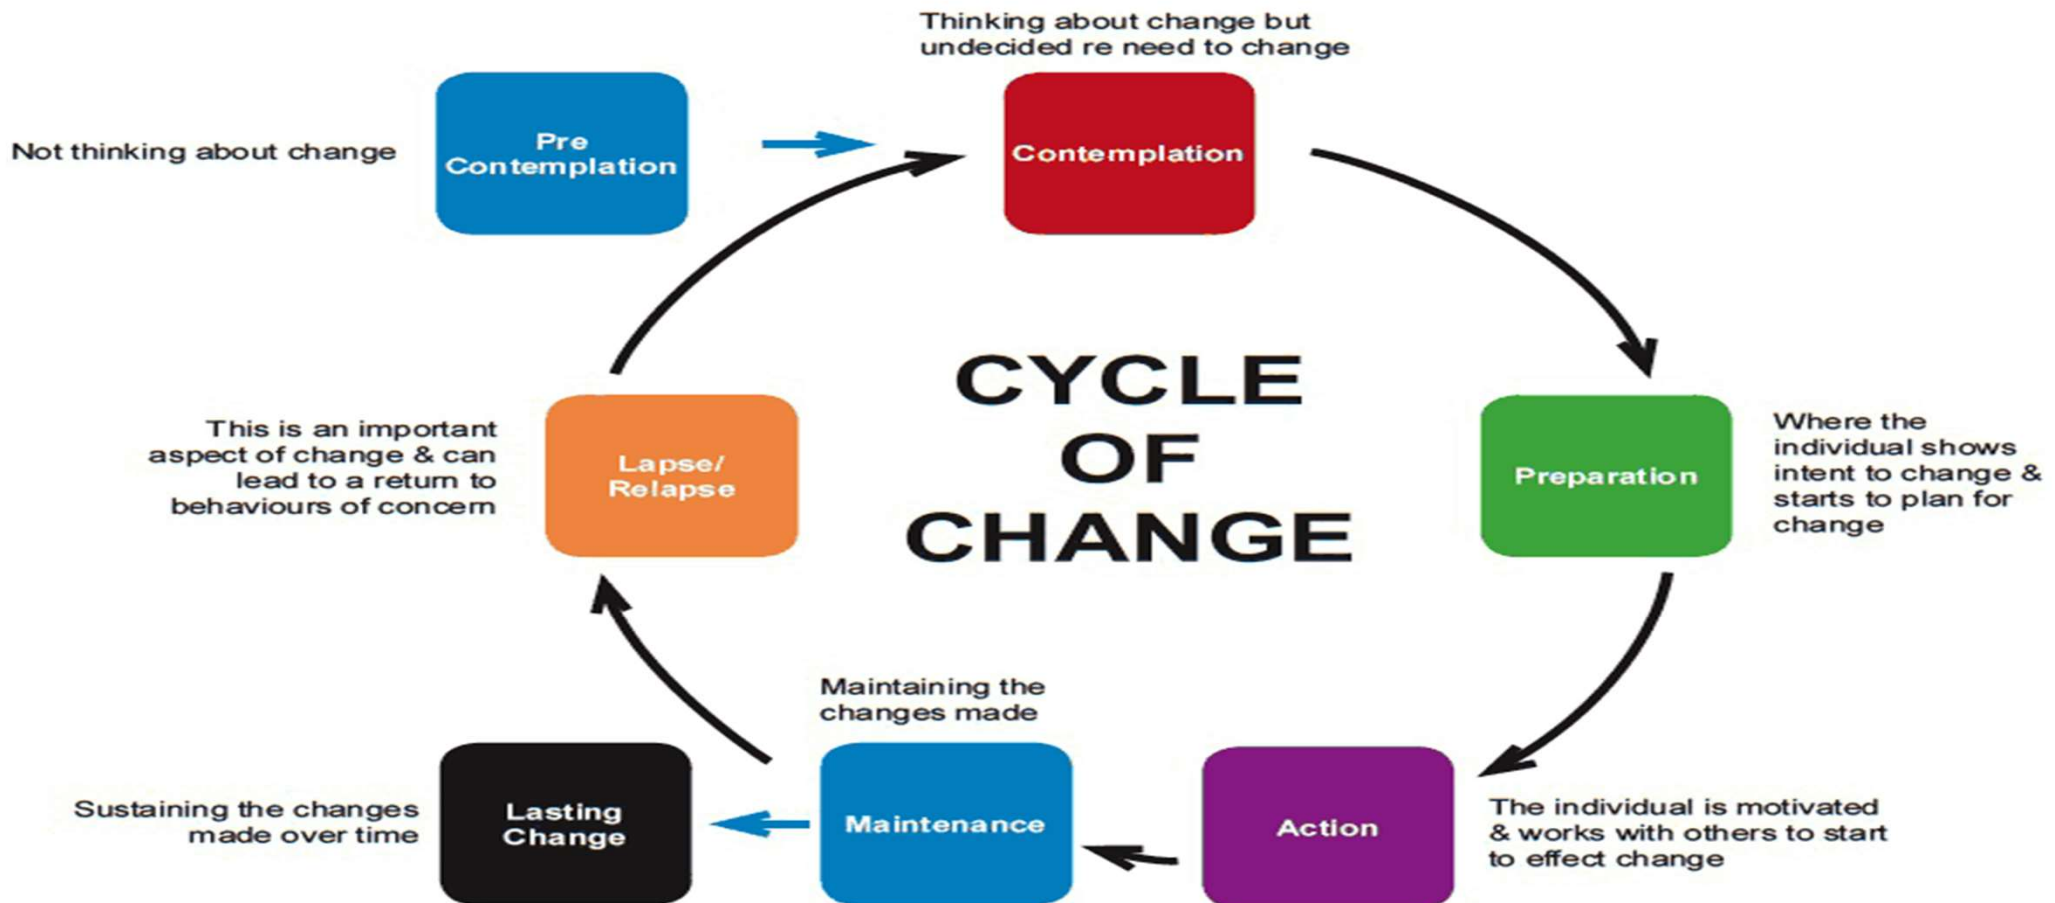 Thinking about change but
undecided re need to change
Not thinking about change
Pre
Contemplation
Contemplation
CYCLE
OF
CHANGE
This is an important
aspect of change & can
lead to a return to
behaviours of concern
Lapse/
Relapse
Preparation
Where the
individual shows
intent to change &
starts to plan for
change
Maintaining the
changes made
Sustaining the changes
made over time
Lasting
Change
Maintenance
Action
The individual is motivated
& works with others to start
to effect change